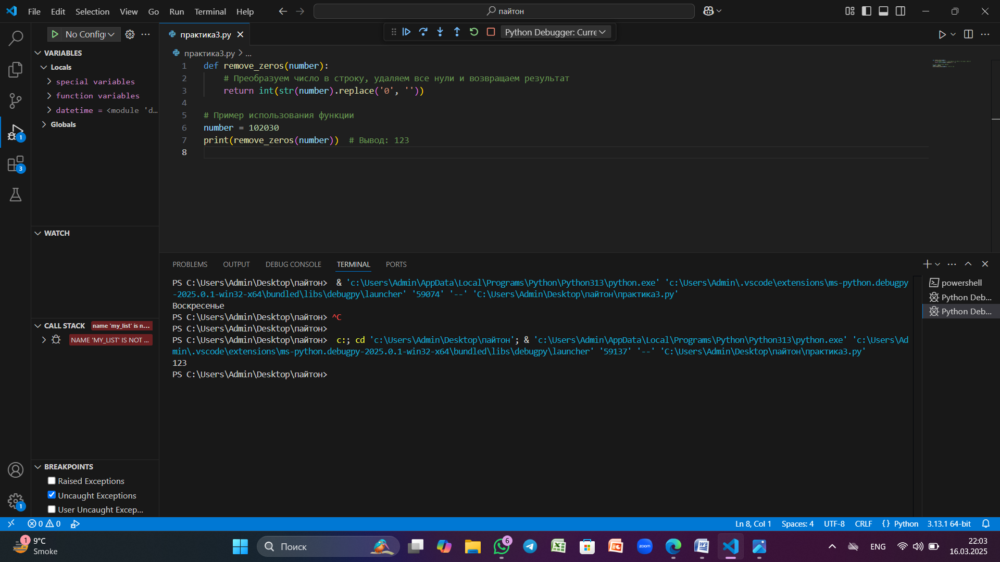 File Edit Selection View Go Run Terminal Help
пайтон
No Config
практика3.py
Python Debugger: Curre
VARIABLES
Locals
special variables
function variables
datetime = <module 'd...
Globals
практика3.py > ...
1 def remove_zeros(number):
2 # Преобразуем число в строку, удаляем все нули и возвращаем результат
3 return int(str(number).replace('0', ''))
4
5 # Пример использования функции
6 number = 102030
7 print(remove_zeros(number))  # Вывод: 123
8
1
3
WATCH
CALL STACK name 'my_list' is n...
NAME 'MY_LIST' IS NOT ...
BREAKPOINTS
Raised Exceptions
Uncaught Exceptions
User Uncaught Excep...
1
PROBLEMS OUTPUT DEBUG CONSOLE TERMINAL PORTS
PS C:\Users\Admin\Desktop\пайтон>  & 'c:\Users\Admin\AppData\Local\Programs\Python\Python313\python.exe' 'c:\Users\Admin\.vscode\extensions\ms-python.debugpy
-2025.0.1-win32-x64\bundled\libs\debugpy\launcher' '59074' '--' 'C:\Users\Admin\Desktop\пайтон\практика3.py'
Воскресенье
PS C:\Users\Admin\Desktop\пайтон> ^C
PS C:\Users\Admin\Desktop\пайтон>
PS C:\Users\Admin\Desktop\пайтон>  c:; cd 'c:\Users\Admin\Desktop\пайтон'; & 'c:\Users\Admin\AppData\Local\Programs\Python\Python313\python.exe' 'c:\Users\Ad
min\.vscode\extensions\ms-python.debugpy-2025.0.1-win32-x64\bundled\libs\debugpy\launcher' '59137' '--' 'C:\Users\Admin\Desktop\пайтон\практика3.py'
123
PS C:\Users\Admin\Desktop\пайтон>
powershell
Python Deb...
Python Deb...
0 0
Ln 8, Col 1 Spaces: 4 UTF-8 CRLF {} Python 3.13.1 64-bit
1
9°C
Smoke
Поиск
6
zoom
ENG
22:03
16.03.2025